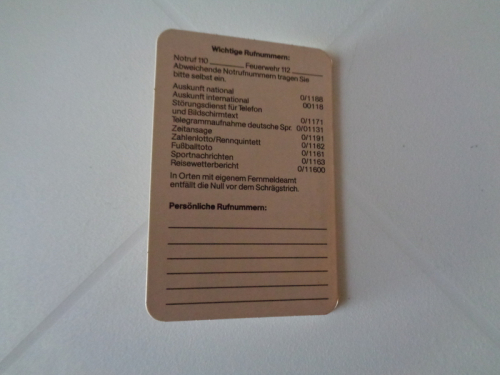 Wichtige Rufnummern:
Notruf 110 ________ Feuerwehr 112 ________
Abweichende Notrufnummern tragen Sie
bitte selbst ein.
Auskunft national 0/1188
Auskunft international 00118
Störungsdienst für Telefon
und Bildschirmtext 0/1171
Telegrammaufnahme deutsche Spr. 0/01131
Zeitansage 0/1191
Zahlenlotto/Rennquintett 0/1162
Fußballtoto 0/1161
Sportnachrichten 0/1163
Reisewetterbericht 0/11600
In Orten mit eigenem Fernmeldeamt
entfällt die Null vor dem Schrägstrich.
Persönliche Rufnummern: